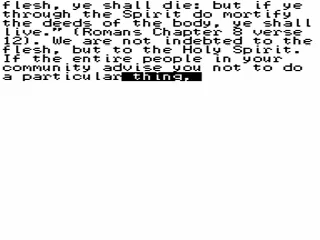 flesh, ye shall die: but if ye
through the Spirit do mortify
the deeds of the body, ye shall
live." (Romans Chapter 8 verse
12). We are not indebted to the
flesh, but to the Holy Spirit.
If the entire people in your
community advise you not to do
a particular thing,